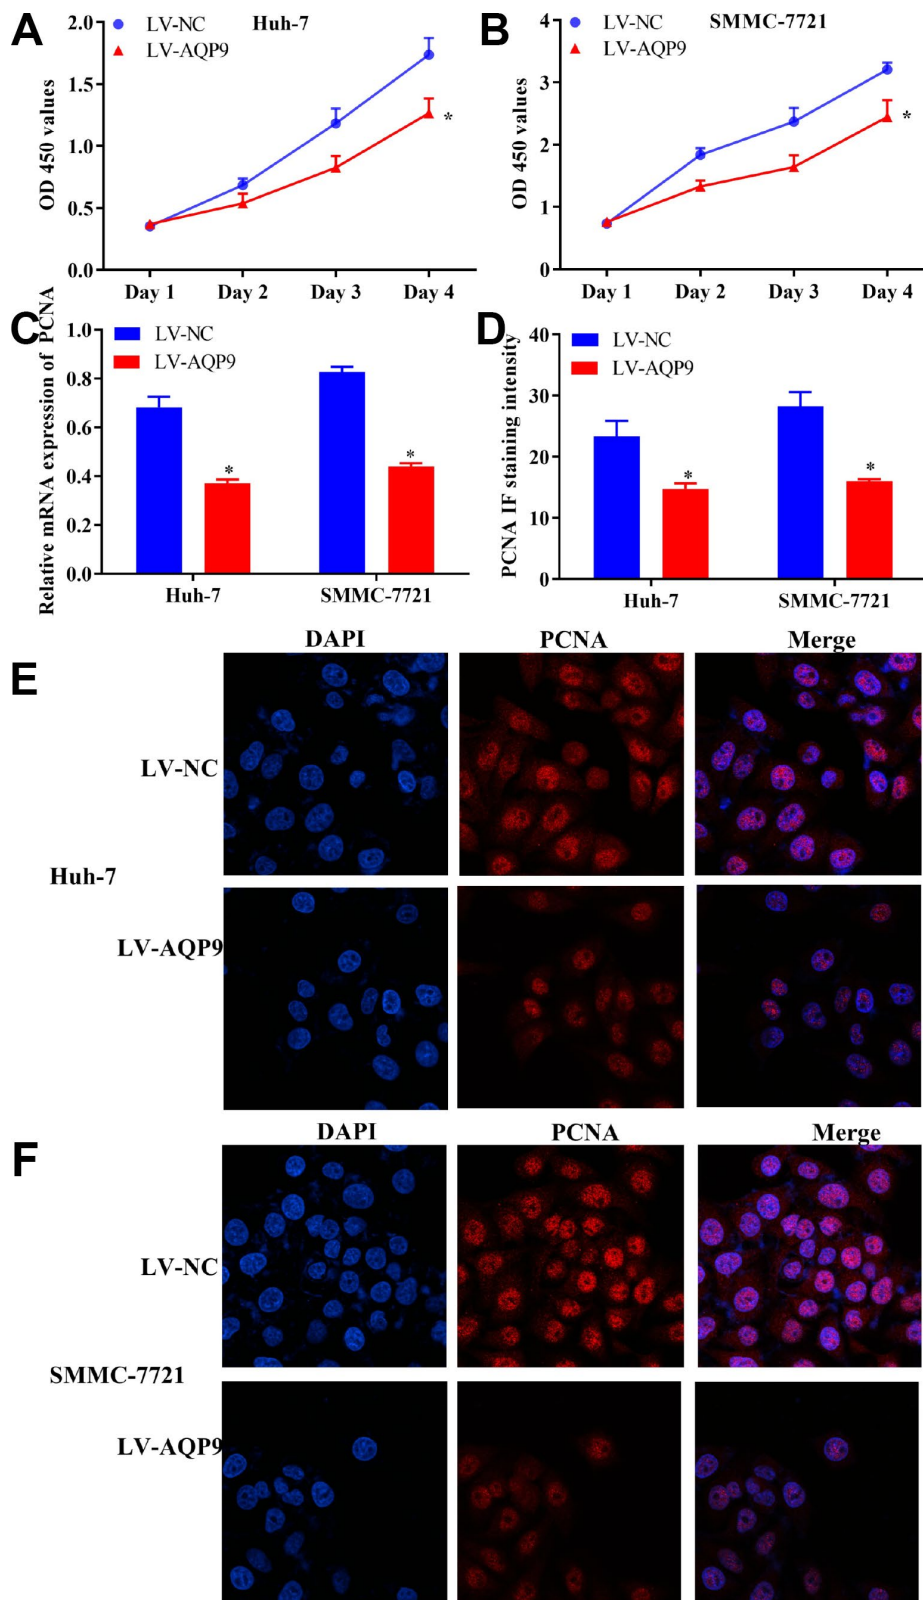 A
LV-NC
LV-AQP9
Huh-7
OD 450 values
2.0
1.5
1.0
0.5
0.0
*
Day 1 Day 2 Day 3 Day 4
B
LV-NC
LV-AQP9
SMMC-7721
OD 450 values
4
3
2
1
0
*
Day 1 Day 2 Day 3 Day 4
C
LV-NC
LV-AQP9
Relative mRNA expression of PCNA
1.0
0.8
0.6
0.4
0.2
0.0
* *
Huh-7 SMMC-7721
D
LV-NC
LV-AQP9
PCNA IF staining intensity
40
30
20
10
0
* *
Huh-7 SMMC-7721
E
DAPI PCNA Merge
LV-NC
Huh-7
LV-AQP9
F
DAPI PCNA Merge
LV-NC
SMMC-7721
LV-AQP9